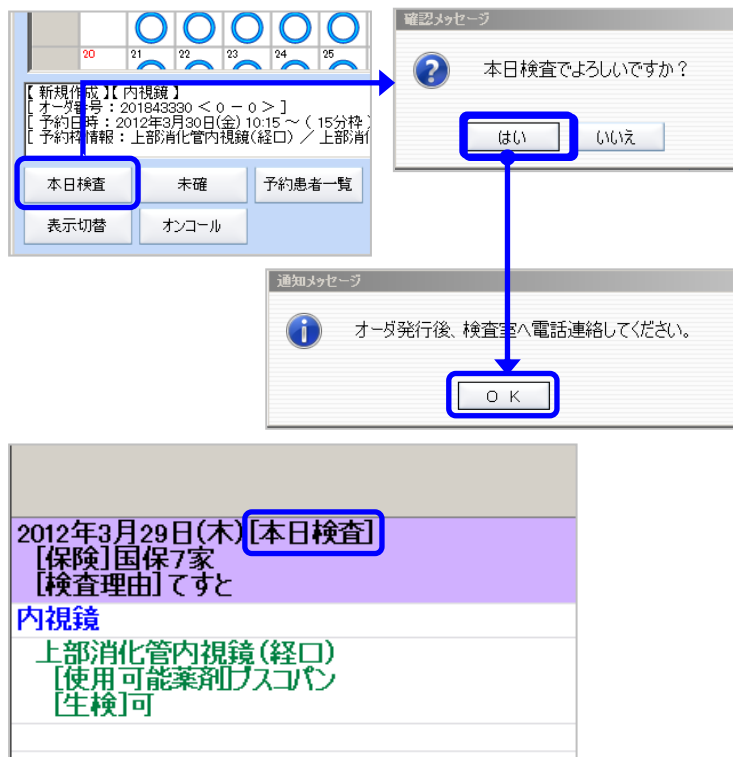 20 21 22 23 24 25
【 新規作成 】【 内視鏡 】
[ オーダ番号：201843330 < 0 － 0 > ]
[ 予約日時：2012年3月30日(金) 10:15 ～ ( 15分枠 )
[ 予約枠情報：上部消化管内視鏡(経口) ／ 上部消
本日検査 未確 予約患者一覧
表示切替 オンコール
確認メッセージ
本日検査でよろしいですか？
はい いいえ
通知メッセージ
オーダ発行後、検査室へ電話連絡してください。
ＯＫ
2012年3月29日(木)[本日検査]
[保険]国保7家
[検査理由]てすと
内視鏡
上部消化管内視鏡(経口)
[使用可能薬剤]ブスコパン
[生検]可